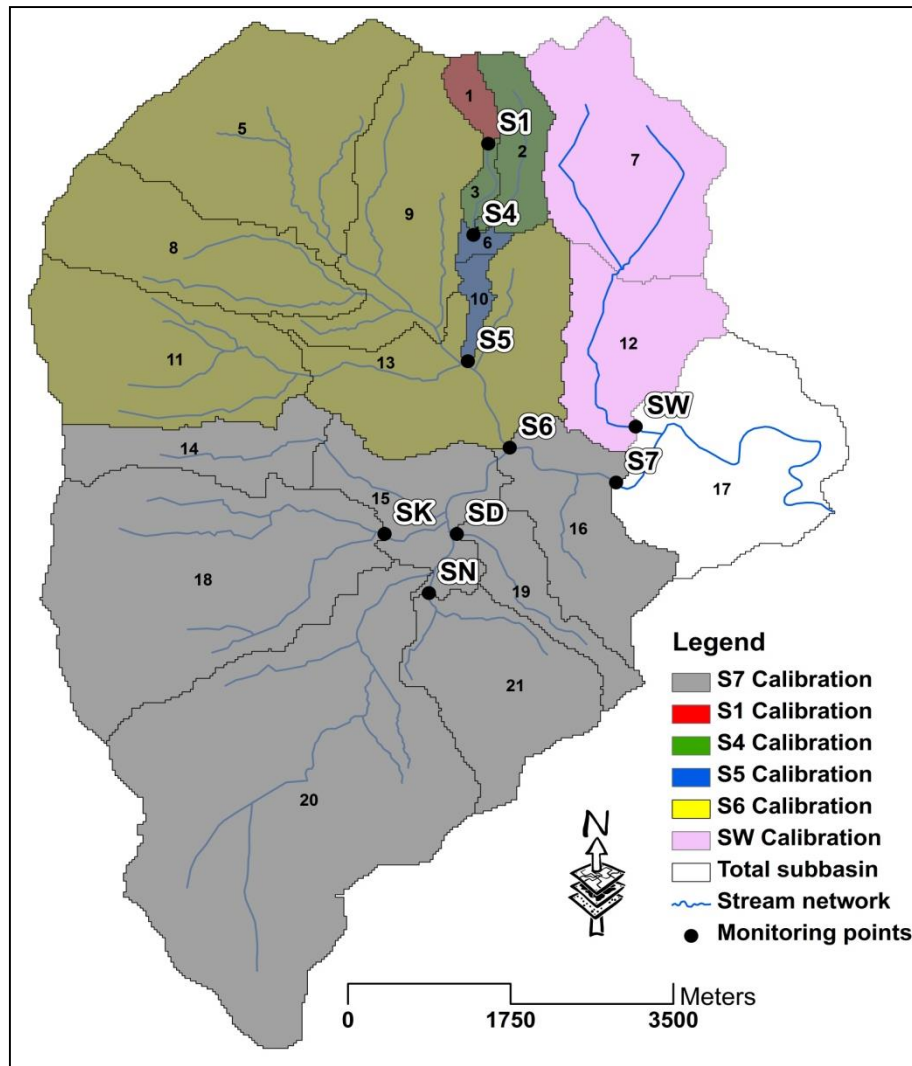 1
S1
5
2
7
3
9
S4
6
8
10
12
S5
13
11
SW
S6
14
S7
17
15
16
SK
SD
18
SN
19
21
20
Legend
S7 Calibration
S1 Calibration
S4 Calibration
S5 Calibration
S6 Calibration
SW Calibration
Total subbasin
Stream network
Monitoring points
N
Meters
0 1750 3500